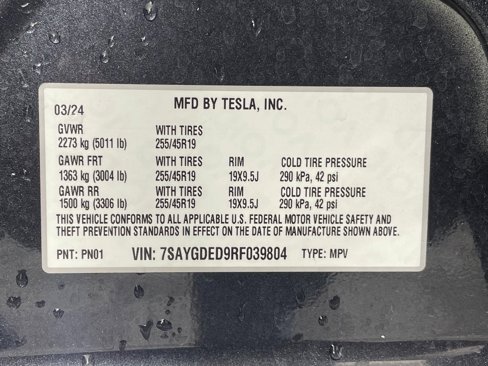 03/24 MFD BY TESLA, INC.
GVWR WITH TIRES
2273 kg (5011 lb) 255/45R19
GAWR FRT WITH TIRES RIM COLD TIRE PRESSURE
1363 kg (3004 lb) 255/45R19 19X9.5J 290 kPa, 42 psi
GAWR RR WITH TIRES RIM COLD TIRE PRESSURE
1500 kg (3306 lb) 255/45R19 19X9.5J 290 kPa, 42 psi
THIS VEHICLE CONFORMS TO ALL APPLICABLE U.S. FEDERAL MOTOR VEHICLE SAFETY AND
THEFT PREVENTION STANDARDS IN EFFECT ON THE DATE OF MANUFACTURE SHOWN ABOVE.
PNT: PN01 VIN: 7SAYGDED9RF039804 TYPE: MPV